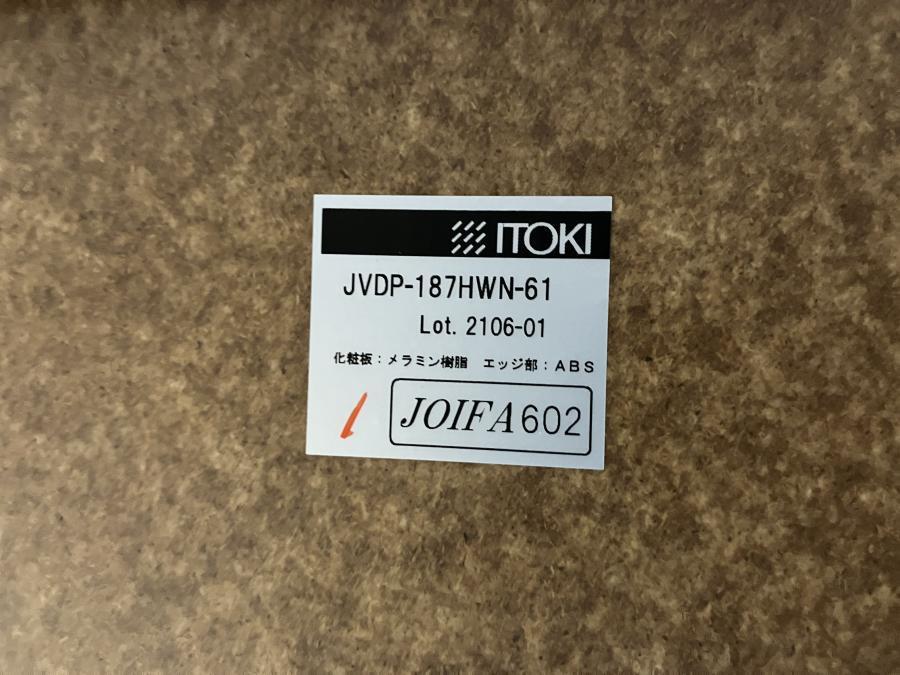 ITOKI
JVDP-187HWN-61
Lot. 2106-01
化粧板：メラミン樹脂　エッジ部：ABS
JOIFA602